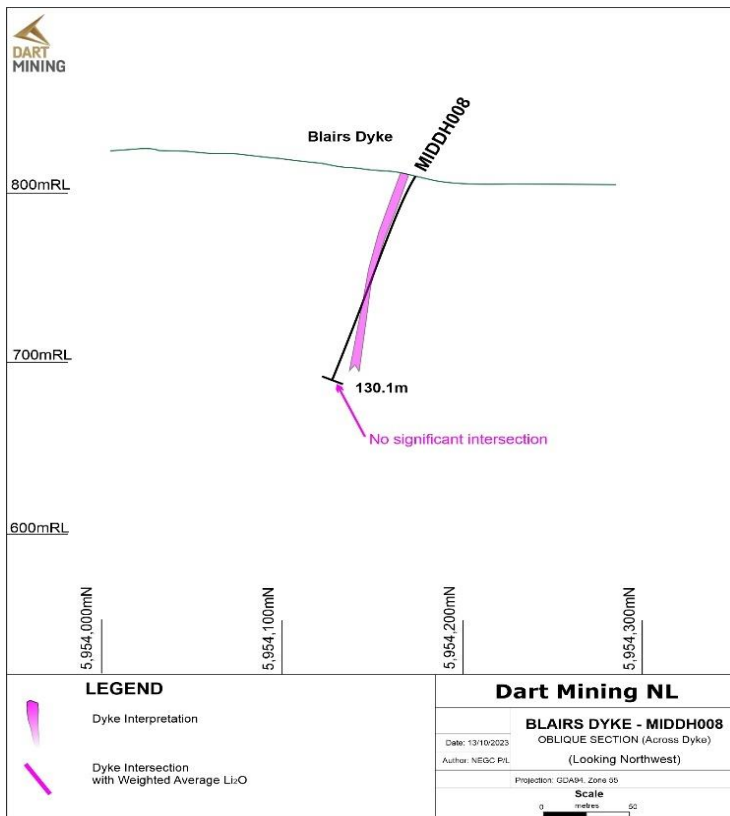 DART
MINING
Blairs Dyke
MIDDH008
800mRL
700mRL
130.1m
No significant intersection
600mRL
5,954,000mN
5,954,100mN
5,954,200mN
5,954,300mN
LEGEND
Dyke Interpretation
Dyke Intersection
with Weighted Average Li₂O
Dart Mining NL
BLAIRS DYKE - MIDDH008
OBLIQUE SECTION (Across Dyke)
(Looking Northwest)
Date: 13/10/2023
Author: NEGC P/L
Projection: GDA94, Zone 55
Scale
0 metres 50